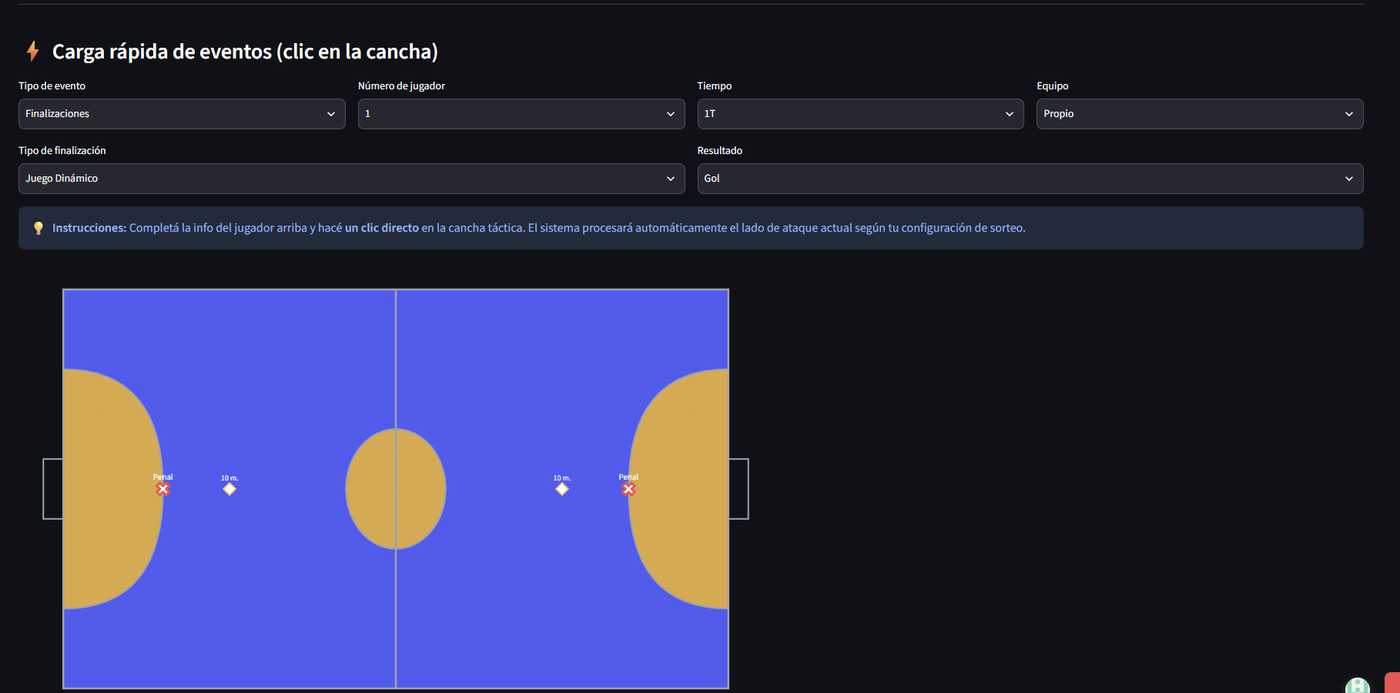 Carga rápida de eventos (clic en la cancha)
Tipo de evento
Número de jugador
Tiempo
Equipo
Finalizaciones
1
1T
Propio
Tipo de finalización
Resultado
Juego Dinámico
Gol
Instrucciones: Completá la info del jugador arriba y hacé un clic directo en la cancha táctica. El sistema procesará automáticamente el lado de ataque actual según tu configuración de sorteo.
Penal
10 m.
10 m.
Penal